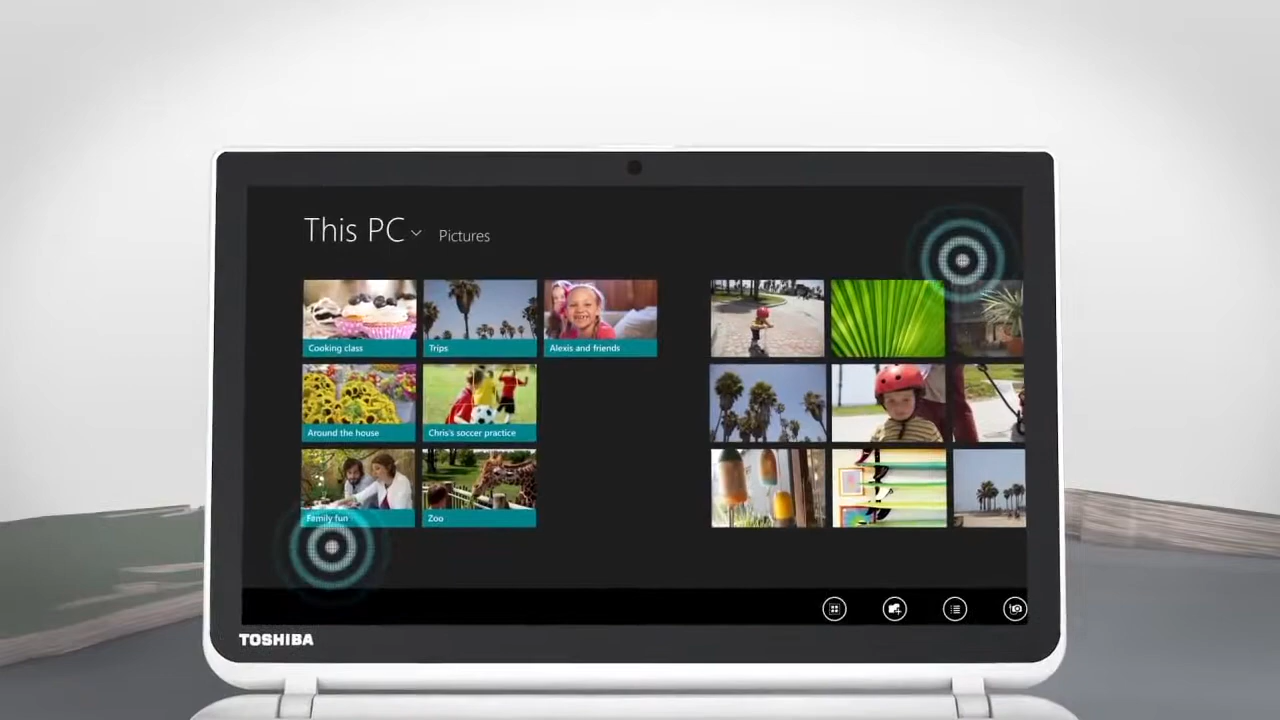 This PC
Pictures
Cooking class
Trips
Alexis and friends
Around the house
Chris's soccer practice
Family fun
Zoo
TOSHIBA